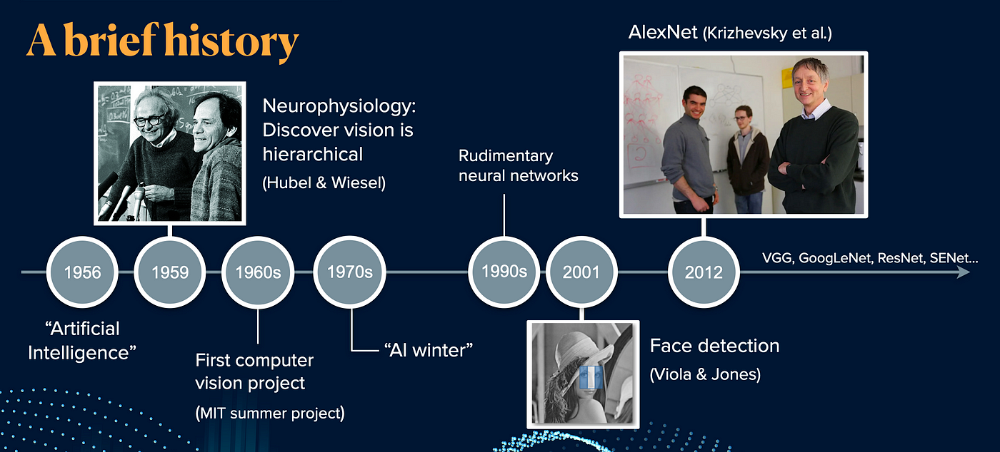 A brief history
AlexNet (Krizhevsky et al.)
Neurophysiology:
Discover vision is
hierarchical
(Hubel & Wiesel)
Rudimentary
neural networks
1956
1959
1960s
1970s
1990s
2001
2012
VGG, GoogLeNet, ResNet, SENet...
“Artificial
Intelligence”
First computer
vision project
(MIT summer project)
“AI winter”
Face detection
(Viola & Jones)